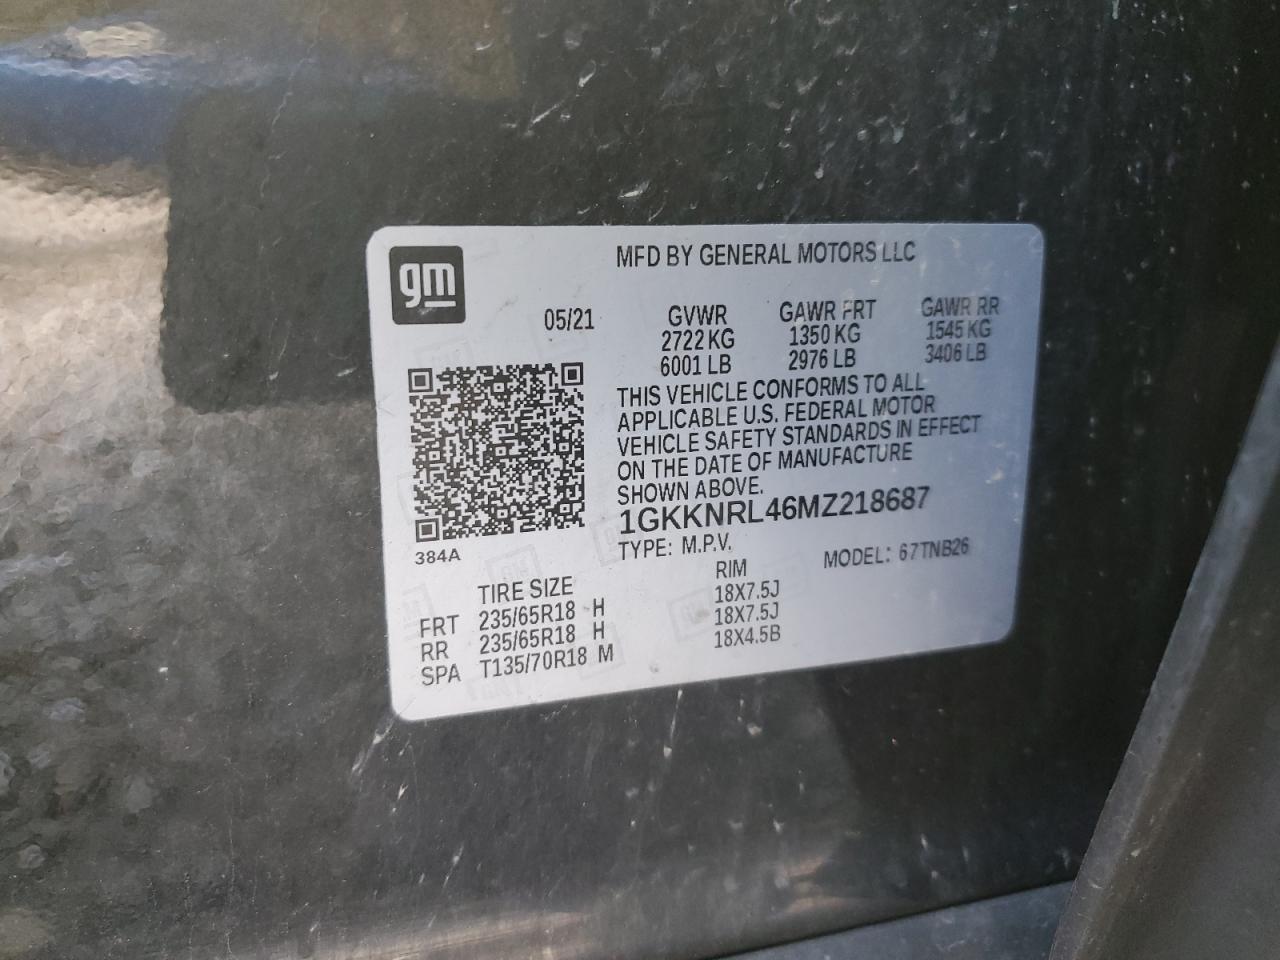 gm
MFD BY GENERAL MOTORS LLC
05/21
GVWR GAWR FRT GAWR RR
2722 KG 1350 KG 1545 KG
6001 LB 2976 LB 3406 LB
THIS VEHICLE CONFORMS TO ALL
APPLICABLE U.S. FEDERAL MOTOR
VEHICLE SAFETY STANDARDS IN EFFECT
ON THE DATE OF MANUFACTURE
SHOWN ABOVE.
1GKKNRL46MZ218687
TYPE: M.P.V. MODEL: 67TNB26
384A
TIRE SIZE RIM
FRT 235/65R18 H 18X7.5J
RR 235/65R18 H 18X7.5J
SPA T135/70R18 M 18X4.5B